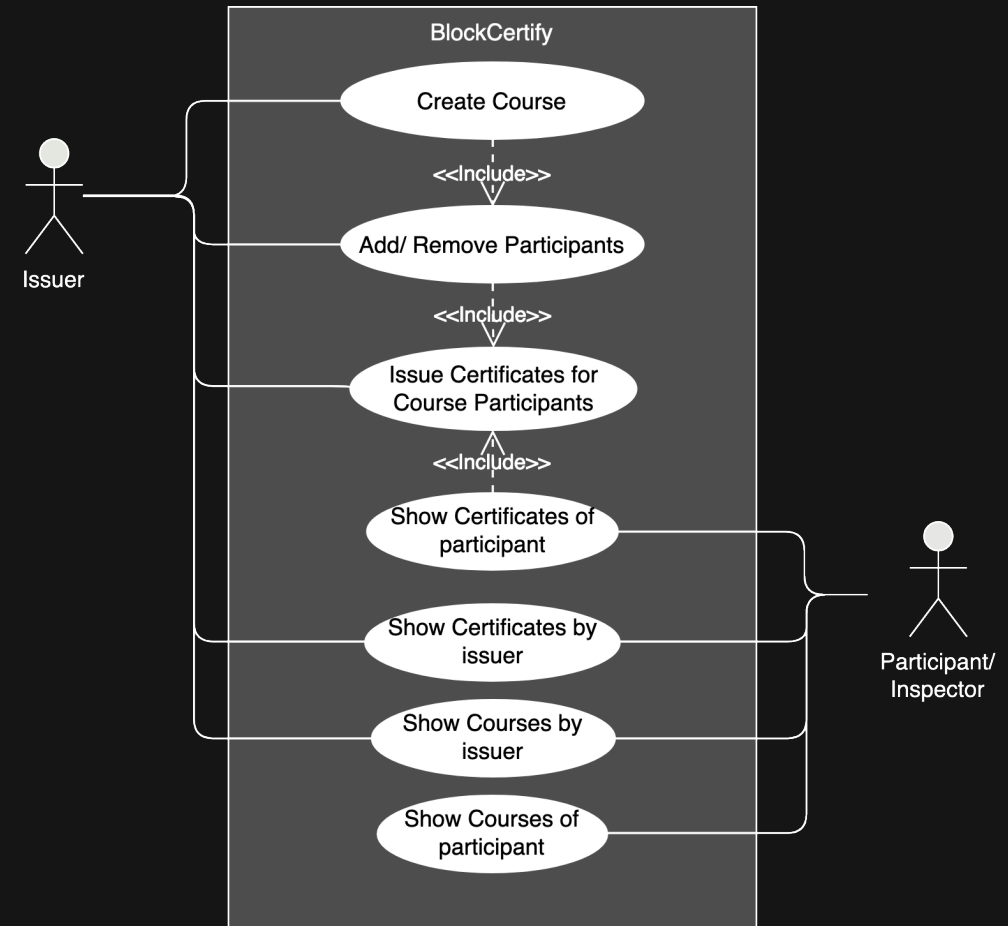 BlockCertify
Create Course
<<Include>>
Add/ Remove Participants
<<Include>>
Issuer
Issue Certificates for
Course Participants
<<Include>>
Show Certificates of
participant
Show Certificates by
issuer
Participant/
Inspector
Show Courses by
issuer
Show Courses of
participant